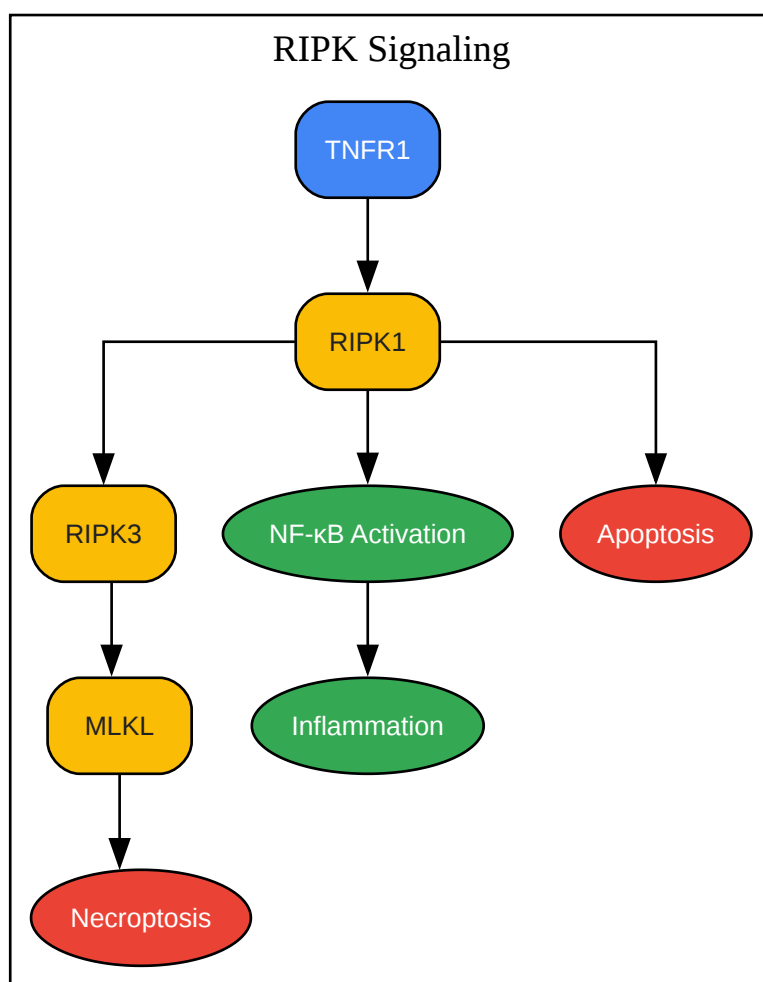 RIPK Signaling
TNFR1
RIPK1
RIPK3
NF-κB Activation
Apoptosis
MLKL
Inflammation
Necroptosis